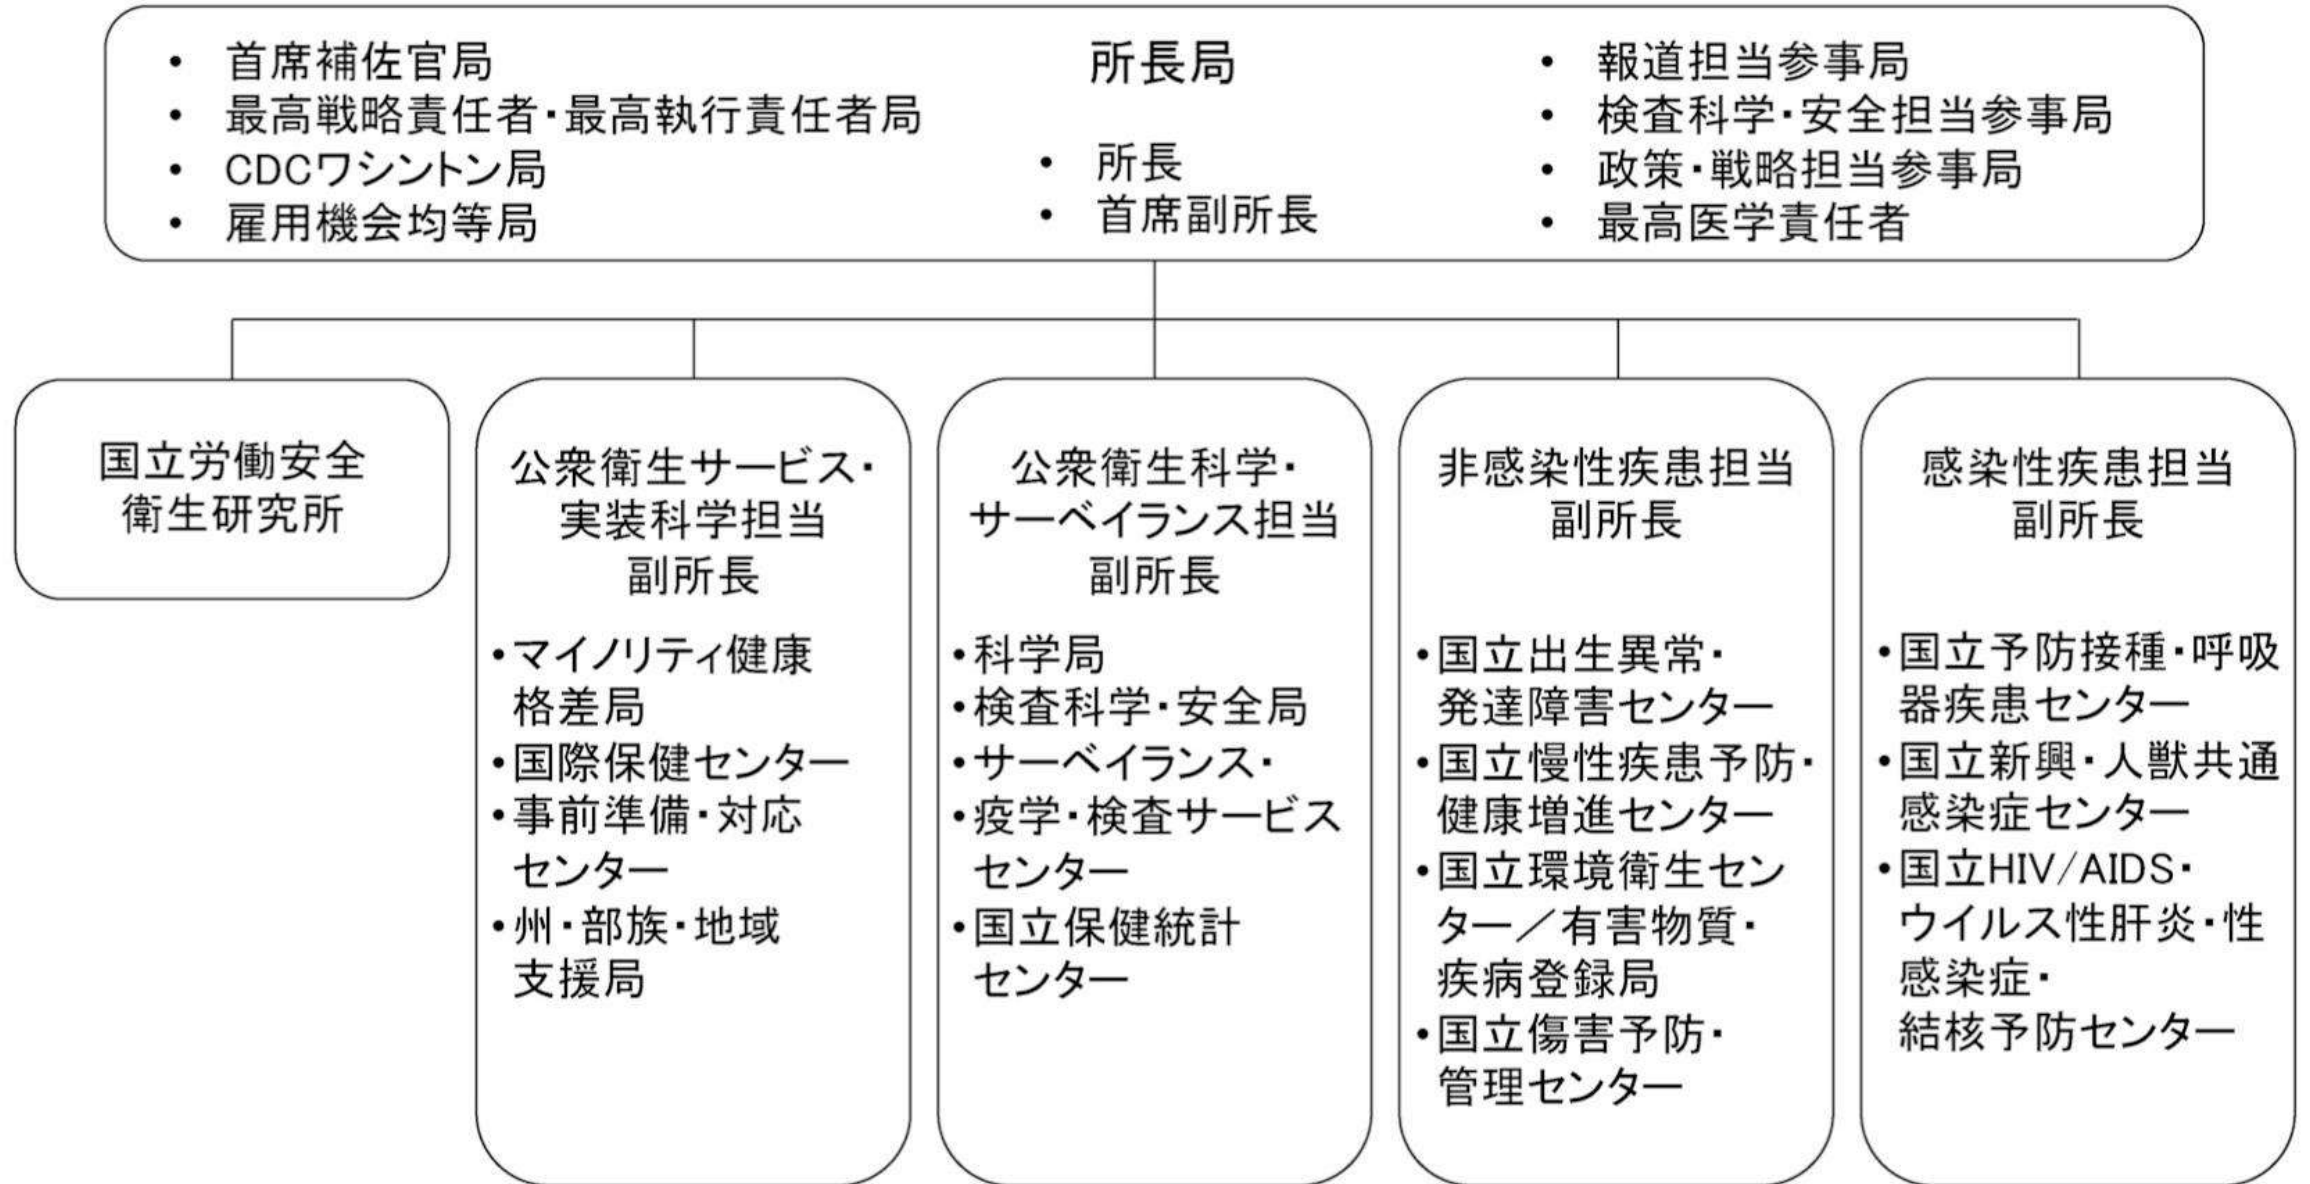 • 首席補佐官局
• 最高戦略責任者・最高執行責任者局
• CDCワシントン局
• 雇用機会均等局
所長局
• 所長
• 首席副所長
• 報道担当参事局
• 検査科学・安全担当参事局
• 政策・戦略担当参事局
• 最高医学責任者
国立労働安全
衛生研究所
公衆衛生サービス・
実装科学担当
副所長
•マイノリティ健康
格差局
•国際保健センター
•事前準備・対応
センター
•州・部族・地域
支援局
公衆衛生科学・
サーベイランス担当
副所長
•科学局
•検査科学・安全局
•サーベイランス・
•疫学・検査サービス
センター
•国立保健統計
センター
非感染性疾患担当
副所長
•国立出生異常・
発達障害センター
•国立慢性疾患予防・
健康増進センター
•国立環境衛生セン
ター／有害物質・
疾病登録局
•国立傷害予防・
管理センター
感染性疾患担当
副所長
•国立予防接種・呼吸
器疾患センター
•国立新興・人獣共通
感染症センター
•国立HIV/AIDS・
ウイルス性肝炎・性
感染症・
結核予防センター